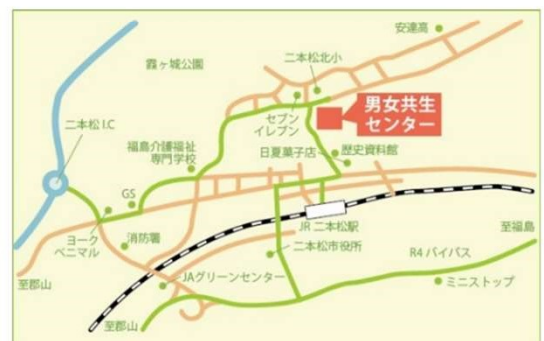 安達高
霞ヶ城公園
二本松北小
男女共生
センター
セブン
イレブン
二本松I.C
福島介護福祉
専門学校
日夏菓子店
歴史資料館
GS
ヨーク
ベニマル
消防署
JR 二本松駅
至福島
二本松市役所
R4 バイパス
JAグリーンセンター
ミニストップ
至郡山
至郡山